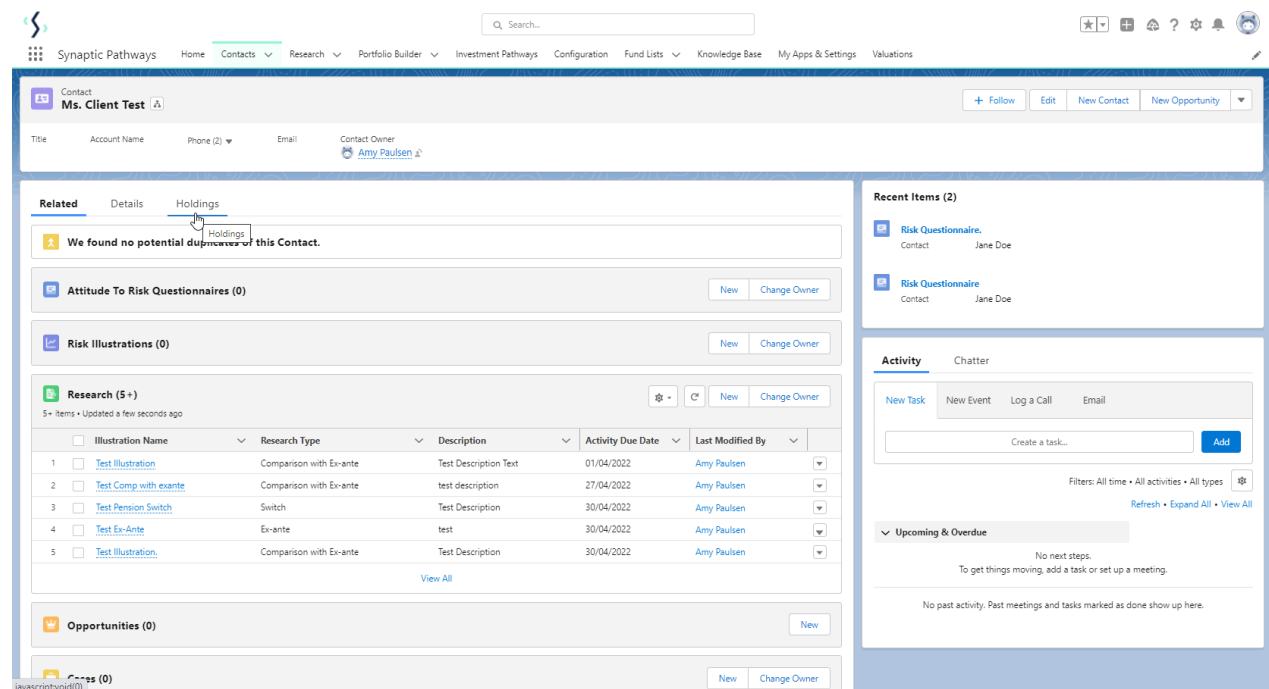 Search...
Synaptic Pathways Home Contacts Research Portfolio Builder Investment Pathways Configuration Fund Lists Knowledge Base My Apps & Settings Valuations
Contact
Ms. Client Test
+ Follow Edit New Contact New Opportunity
Title Account Name Phone (2) Email Contact Owner
Amy Paulsen
Related Details Holdings
Holdings
We found no potential duplicates of this Contact.
Attitude To Risk Questionnaires (0) New Change Owner
Risk Illustrations (0) New Change Owner
Research (5+) New Change Owner
5+ items • Updated a few seconds ago
Illustration Name Research Type Description Activity Due Date Last Modified By
1 Test Illustration Comparison with Ex-ante Test Description Text 01/04/2022 Amy Paulsen
2 Test Comp with exante Comparison with Ex-ante test description 27/04/2022 Amy Paulsen
3 Test Pension Switch Switch Test Description 30/04/2022 Amy Paulsen
4 Test Ex-Ante Ex-ante test 30/04/2022 Amy Paulsen
5 Test Illustration. Comparison with Ex-ante Test Description 30/04/2022 Amy Paulsen
View All
Opportunities (0) New
Cases (0) New Change Owner
javascript:void(0)
Recent Items (2)
Risk Questionnaire.
Contact Jane Doe
Risk Questionnaire
Contact Jane Doe
Activity Chatter
New Task New Event Log a Call Email
Create a task... Add
Filters: All time • All activities • All types
Refresh • Expand All • View All
Upcoming & Overdue
No next steps.
To get things moving, add a task or set up a meeting.
No past activity. Past meetings and tasks marked as done show up here.